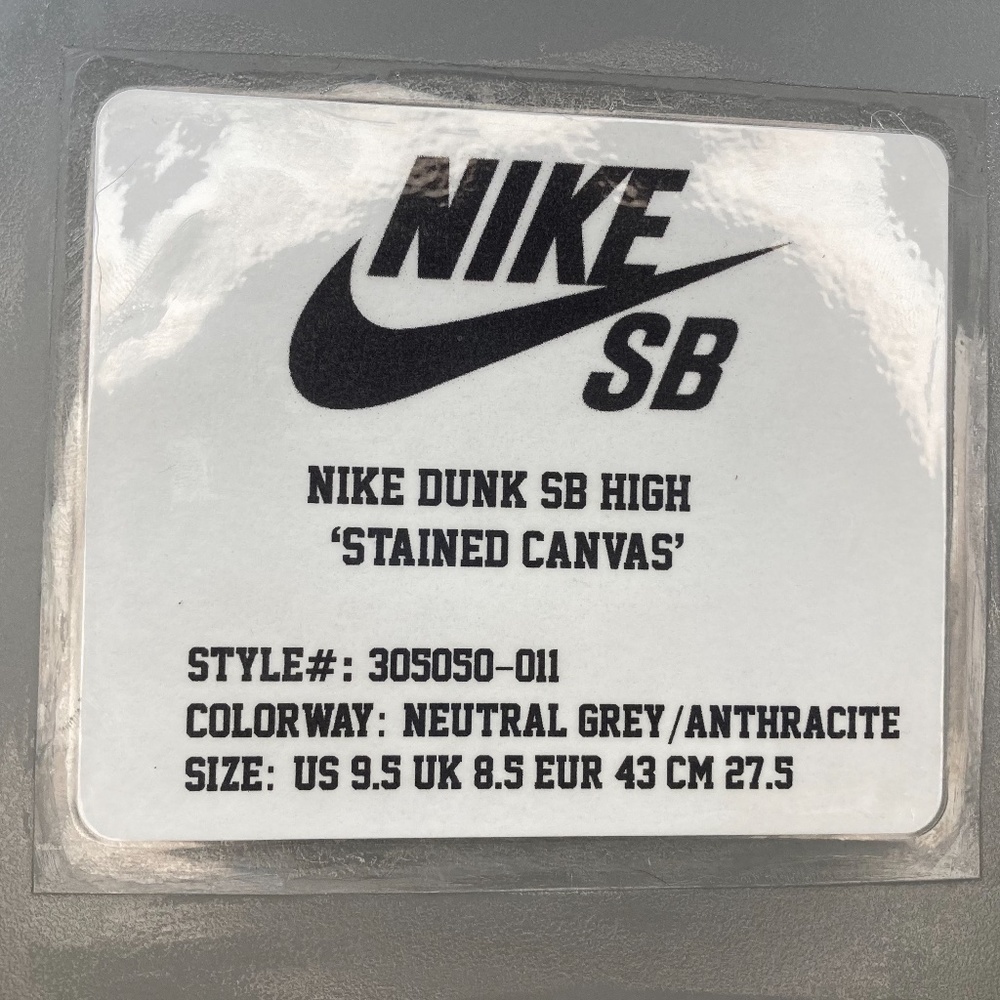 NIKE
SB
NIKE DUNK SB HIGH
‘STAINED CANVAS’
STYLE#: 305050-011
COLORWAY: NEUTRAL GREY/ANTHRACITE
SIZE: US 9.5 UK 8.5 EUR 43 CM 27.5